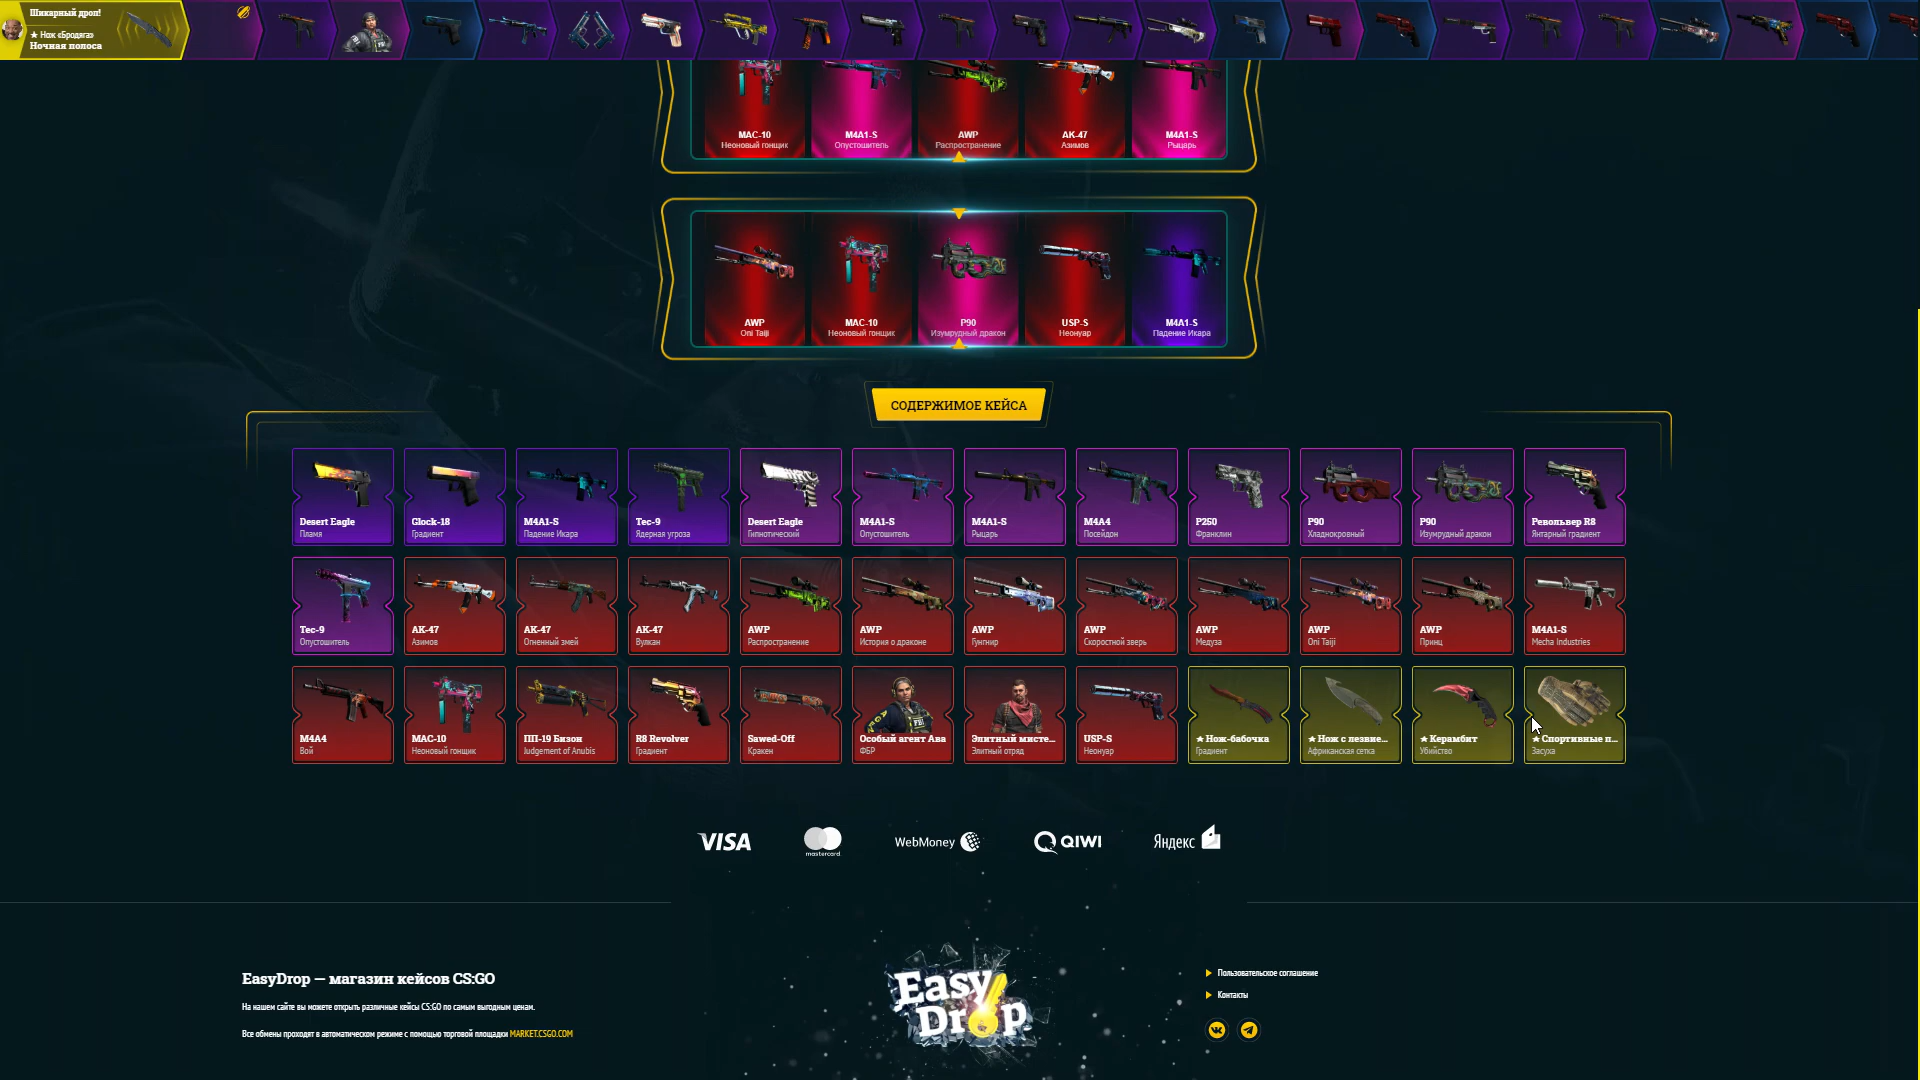 Шикарный дроп!
★ Нож «Бродяга»
Ночная полоса
MAC-10
Неоновый гонщик
M4A1-S
Опустошитель
AWP
Распространение
AK-47
Азимов
M4A1-S
Рыцарь
AWP
Oni Taiji
MAC-10
Неоновый гонщик
P90
Изумрудный дракон
USP-S
Неонуар
M4A1-S
Падение Икара
СОДЕРЖИМОЕ КЕЙСА
Desert Eagle
Пламя
Glock-18
Градиент
M4A1-S
Падение Икара
Tec-9
Ядерная угроза
Desert Eagle
Гипнотический
M4A1-S
Опустошитель
M4A1-S
Рыцарь
M4A4
Посейдон
P250
Франклин
P90
Хладнокровный
P90
Изумрудный дракон
Револьвер R8
Янтарный градиент
Tec-9
Опустошитель
AK-47
Азимов
AK-47
Огненный змей
AK-47
Вулкан
AWP
Распространение
AWP
История о драконе
AWP
Гунгнир
AWP
Скоростной зверь
AWP
Медуза
AWP
Oni Taiji
AWP
Принц
M4A1-S
Mecha Industries
M4A4
Вой
MAC-10
Неоновый гонщик
ПП-19 Бизон
Judgement of Anubis
R8 Revolver
Градиент
Sawed-Off
Кракен
Особый агент Ава
ФБР
Элитный мисте...
Элитный отряд
USP-S
Неонуар
★ Нож-бабочка
Градиент
★ Нож с лезвие...
Африканская сетка
★ Керамбит
Убийство
★ Спортивные п...
Засуха
VISA
mastercard.
WebMoney
QIWI
Яндекс
EasyDrop — магазин кейсов CS:GO
На нашем сайте вы можете открыть различные кейсы CS:GO по самым выгодным ценам.
Все обмены проходят в автоматическом режиме с помощью торговой площадки MARKET.CSGO.COM
Easy
Drop
Пользовательское соглашение
Контакты